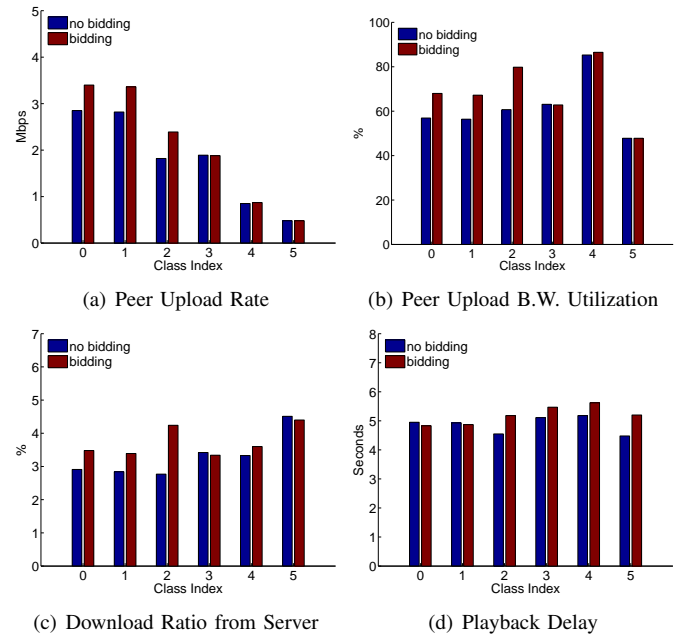 5
4
3
2
1
0
Mbps
no bidding
bidding
0 1 2 3 4 5
Class Index
(a) Peer Upload Rate
100
80
60
40
20
0
%
no bidding
bidding
0 1 2 3 4 5
Class Index
(b) Peer Upload B.W. Utilization
7
6
5
4
3
2
1
0
%
no bidding
bidding
0 1 2 3 4 5
Class Index
(c) Download Ratio from Server
8
7
6
5
4
3
2
1
0
Seconds
no bidding
bidding
0 1 2 3 4 5
Class Index
(d) Playback Delay